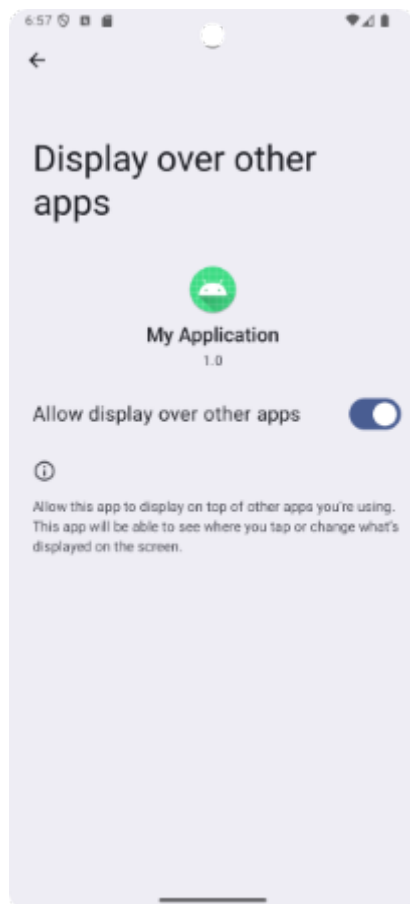 6:57
Display over other
apps
My Application
1.0
Allow display over other apps
Allow this app to display on top of other apps you're using.
This app will be able to see where you tap or change what's
displayed on the screen.